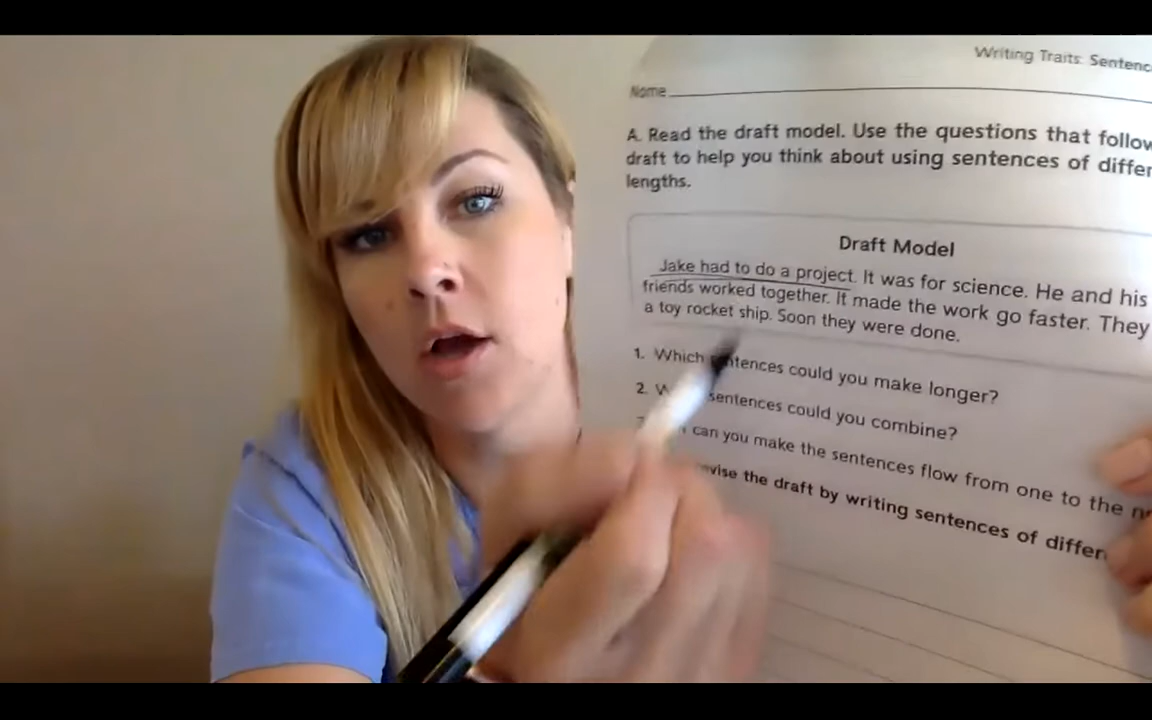 Writing Traits: Sentenc
Name
A. Read the draft model. Use the questions that follow
draft to help you think about using sentences of differ
lengths.
Draft Model
Jake had to do a project. It was for science. He and his
friends worked together. It made the work go faster. They
a toy rocket ship. Soon they were done.
1. Which sentences could you make longer?
2. sentences could you combine?
can you make the sentences flow from one to the
the draft by writing sentences of differ